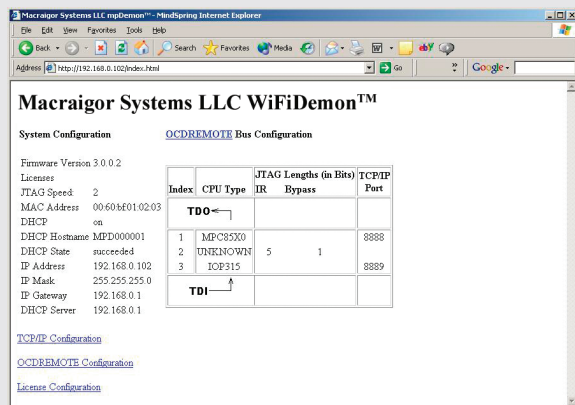 Macraigor Systems LLC mpDemon™ - MindSpring Internet Explorer
File Edit View Favorites Tools Help
Back Search Favorites Media ebY
Address http://192.168.0.102/index.html Go Google
Macraigor Systems LLC WiFiDemon™
System Configuration OCDREMOTE Bus Configuration
Firmware Version 3.0.0.2
Licenses
JTAG Speed: 2
MAC Address 00:60:bf:01:02:03
DHCP on
DHCP Hostname MPD000001
DHCP State succeeded
IP Address 192.168.0.102
IP Mask 255.255.255.0
IP Gateway 192.168.0.1
DHCP Server 192.168.0.1
JTAG Lengths (in Bits) TCP/IP
Index CPU Type IR Bypass Port
TDO
1 MPC85X0 8888
2 UNKNOWN 5 1
3 IOP315 8889
TDI
TCP/IP Configuration
OCDREMOTE Configuration
License Configuration